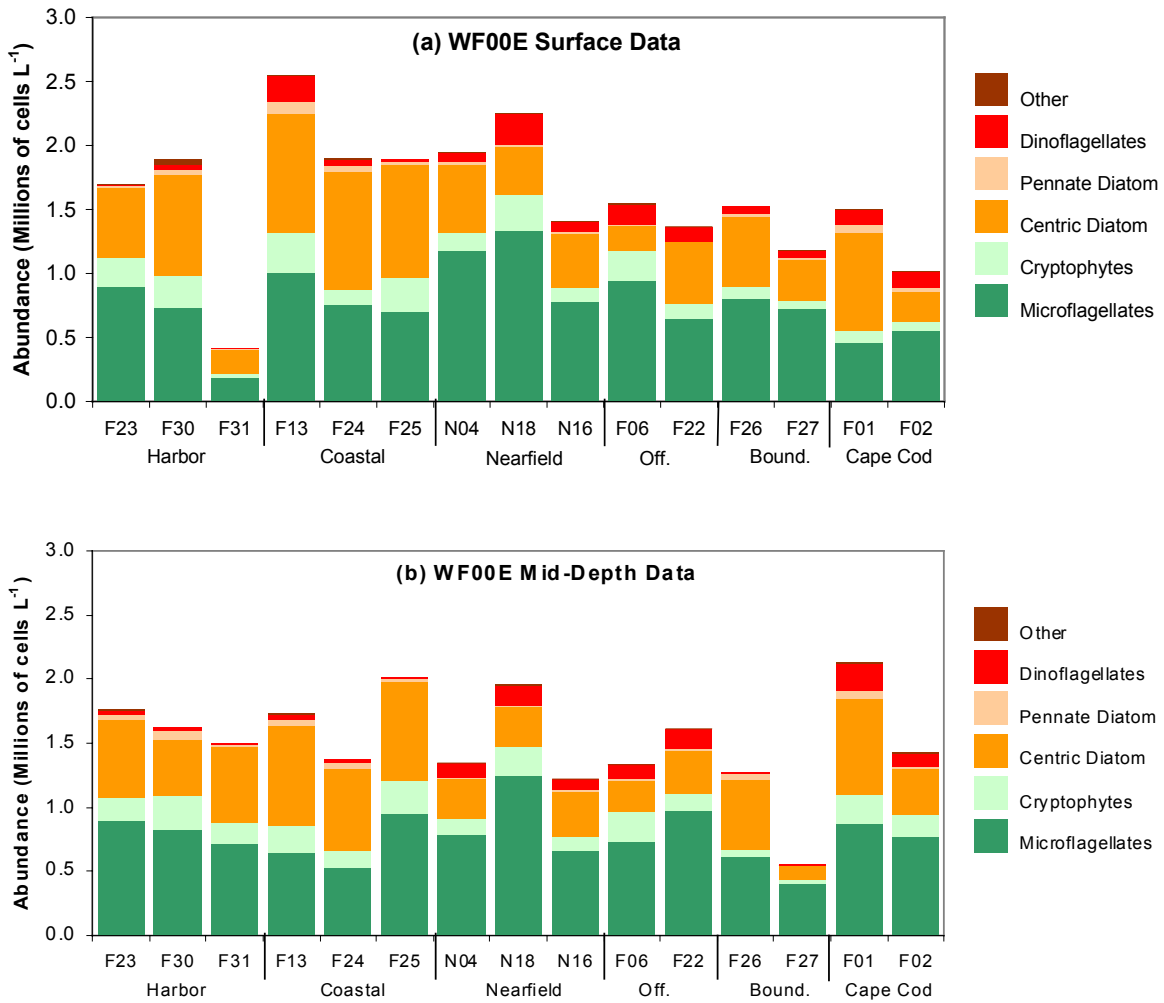 (a) WF00E Surface Data
Abundance (Millions of cells L-1)
3.0
2.5
2.0
1.5
1.0
0.5
0.0
F23 F30 F31 F13 F24 F25 N04 N18 N16 F06 F22 F26 F27 F01 F02
Harbor Coastal Nearfield Off. Bound. Cape Cod
Other
Dinoflagellates
Pennate Diatom
Centric Diatom
Cryptophytes
Microflagellates
(b) WF00E Mid-Depth Data
Abundance (Millions of cells L-1)
3.0
2.5
2.0
1.5
1.0
0.5
0.0
F23 F30 F31 F13 F24 F25 N04 N18 N16 F06 F22 F26 F27 F01 F02
Harbor Coastal Nearfield Off. Bound. Cape Cod
Other
Dinoflagellates
Pennate Diatom
Centric Diatom
Cryptophytes
Microflagellates